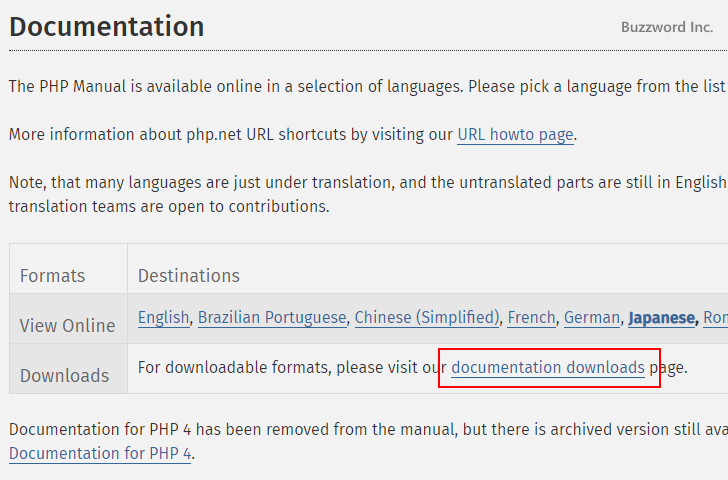 Documentation
Buzzword Inc.
The PHP Manual is available online in a selection of languages. Please pick a language from the list
More information about php.net URL shortcuts by visiting our URL howto page.
Note, that many languages are just under translation, and the untranslated parts are still in English
translation teams are open to contributions.
Formats Destinations
View Online English, Brazilian Portuguese, Chinese (Simplified), French, German, Japanese, Ron
Downloads For downloadable formats, please visit our documentation downloads page.
Documentation for PHP 4 has been removed from the manual, but there is archived version still ava
Documentation for PHP 4.